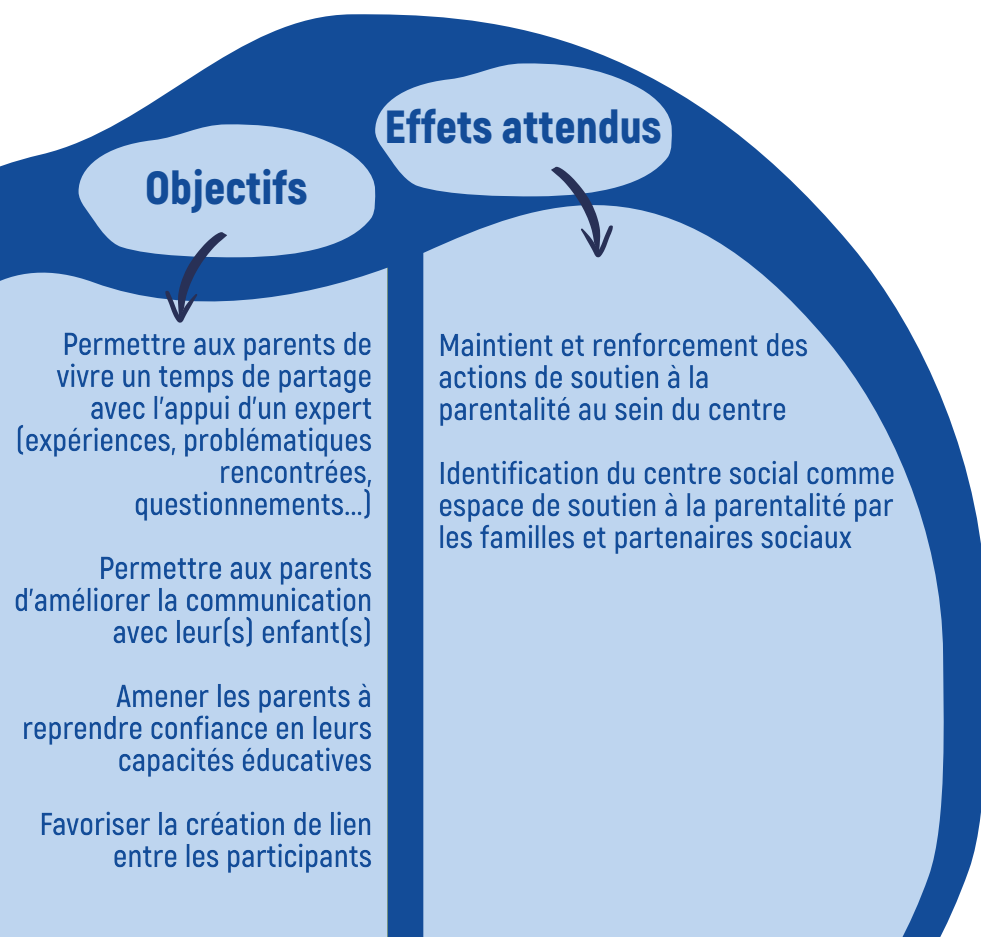 Objectifs
Permettre aux parents de
vivre un temps de partage
avec l'appui d'un expert
(expériences, problématiques
rencontrées,
questionnements...)
Permettre aux parents
d'améliorer la communication
avec leur(s) enfant(s)
Amener les parents à
reprendre confiance en leurs
capacités éducatives
Favoriser la création de lien
entre les participants
Effets attendus
Maintient et renforcement des
actions de soutien à la
parentalité au sein du centre
Identification du centre social comme
espace de soutien à la parentalité par
les familles et partenaires sociaux